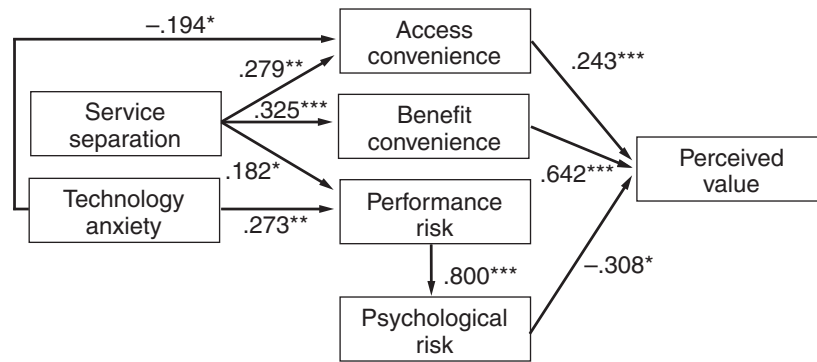 –.194*
Access
convenience
.279**
.243***
Service
separation
.325***
Benefit
convenience
Perceived
value
.182*
.642***
Technology
anxiety
.273**
Performance
risk
.800***
–.308*
Psychological
risk